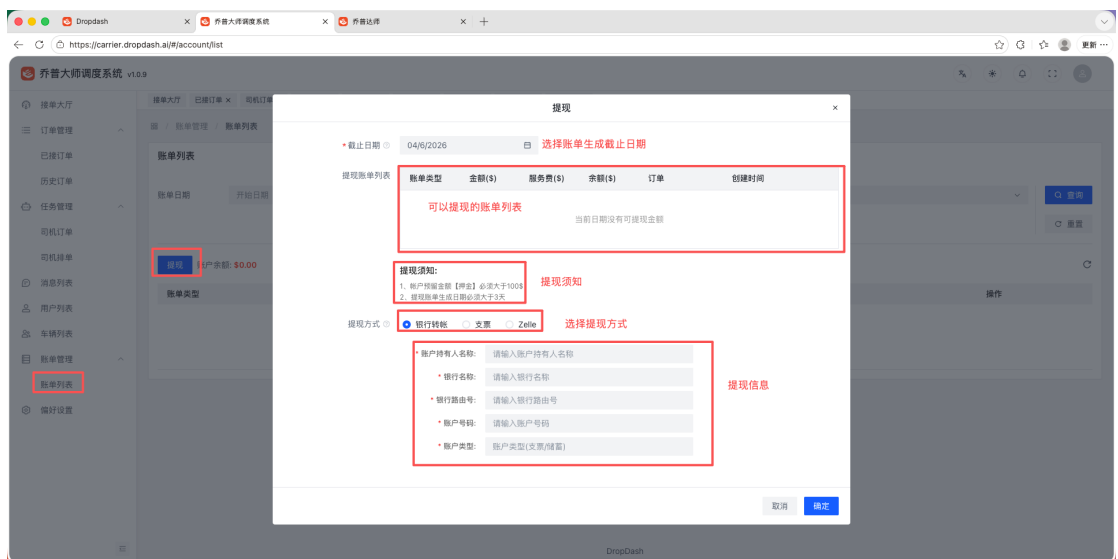 Dropdash
乔普大师调度系统
乔普达师
https://carrier.dropdash.ai/#/account/list
更新
乔普大师调度系统 v1.0.9
接单大厅
订单管理
已接订单
历史订单
任务管理
司机订单
司机排单
消息列表
用户列表
车辆列表
账单管理
账单列表
偏好设置
接单大厅
已接订单
司机订单
账单管理 / 账单列表
账单列表
账单日期
开始日期
查询
重置
提现
账户余额: $0.00
账单类型
操作
提现
* 截止日期
04/6/2026
选择账单生成截止日期
提现账单列表
账单类型 金额($) 服务费($) 余额($) 订单 创建时间
可以提现的账单列表
当前日期没有可提现金额
提现须知:
1、帐户预留金额【押金】必须大于100$
2、提现账单生成日期必须大于3天
提现须知
提现方式
银行转帐 支票 Zelle
选择提现方式
* 账户持有人名称: 请输入账户持有人名称
* 银行名称: 请输入银行名称
* 银行路由号: 请输入银行路由号
* 账户号码: 请输入账户号码
* 账户类型: 账户类型(支票/储蓄)
提现信息
取消 确定
DropDash